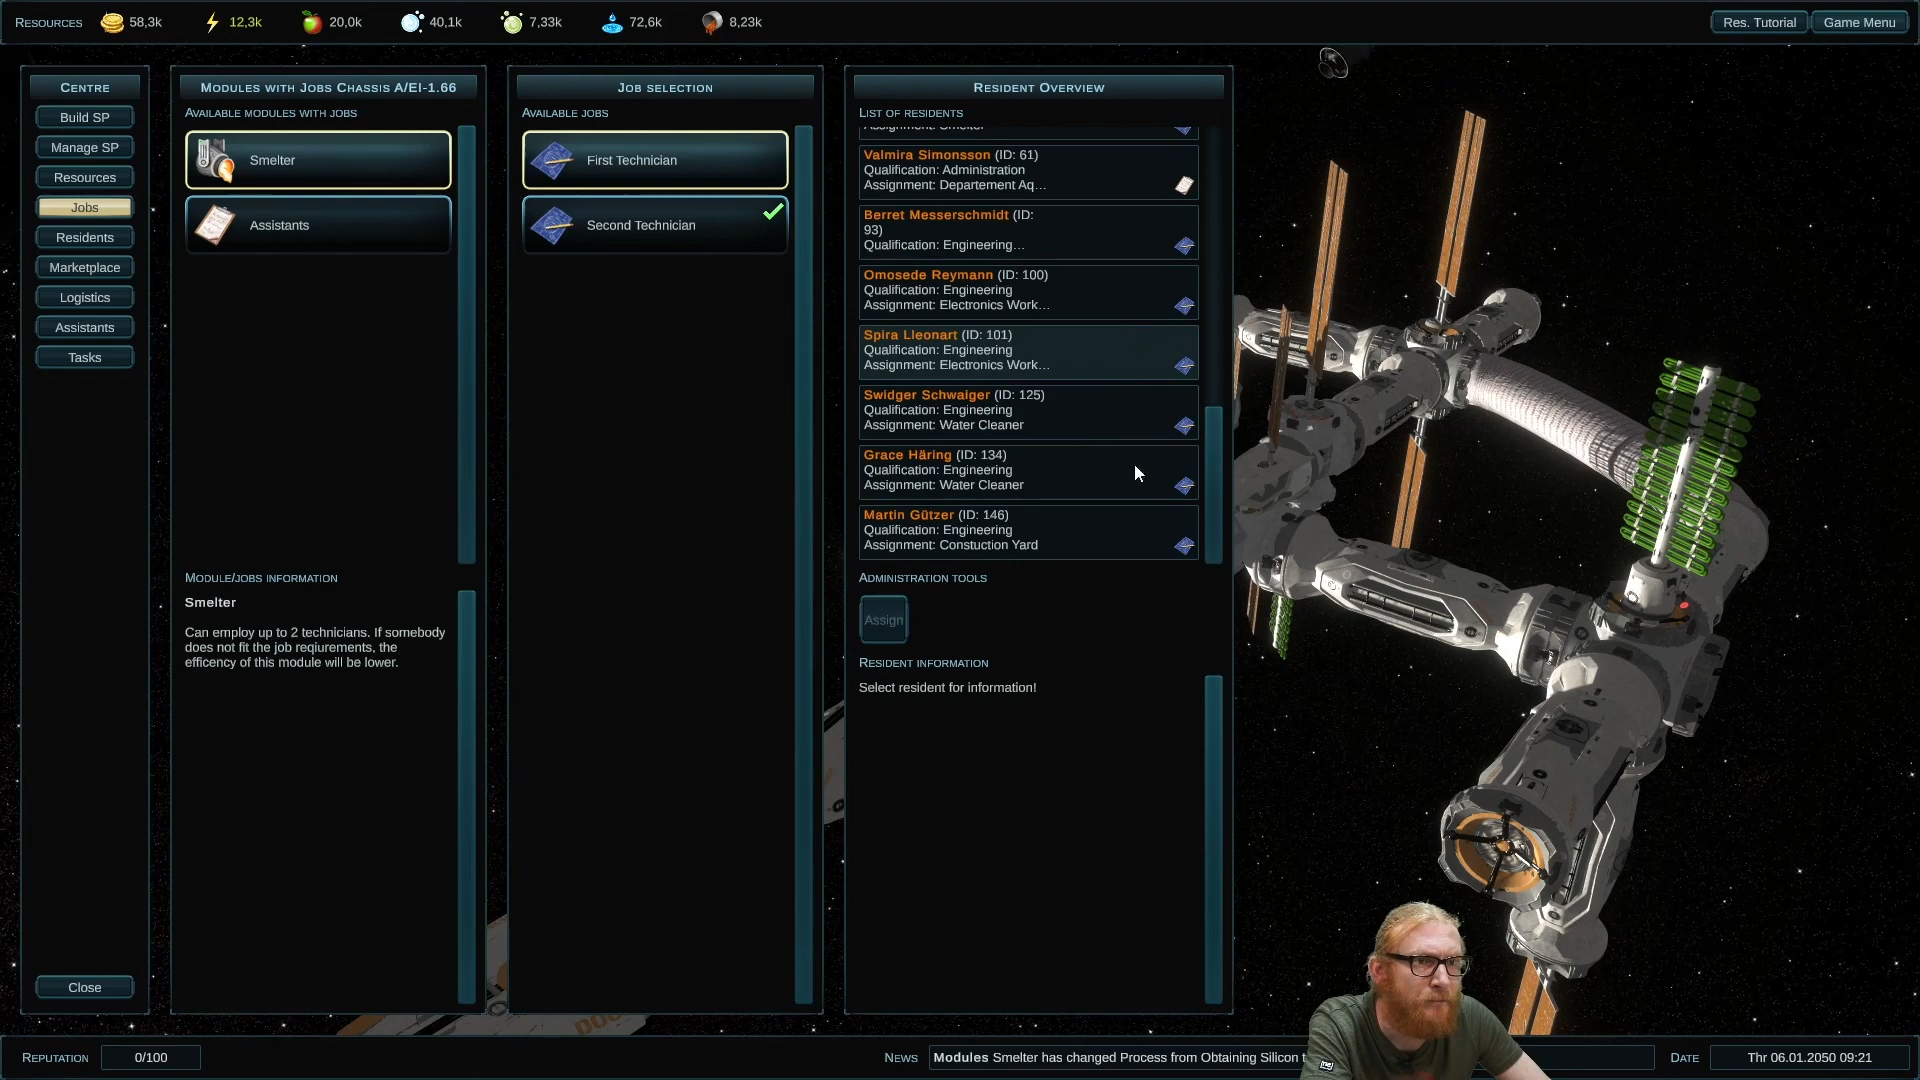 Resources 58,3k 12,3k 20,0k 40,1k 7,33k 72,6k 8,23k Res. Tutorial Game Menu
Centre
Build SP
Manage SP
Resources
Jobs
Residents
Marketplace
Logistics
Assistants
Tasks
Close
Modules with Jobs Chassis A/EI-1.66
Available modules with jobs
Smelter
Assistants
Module/jobs information
Smelter
Can employ up to 2 technicians. If somebody
does not fit the job reqiurements, the
efficency of this module will be lower.
Job selection
Available jobs
First Technician
Second Technician
Resident Overview
List of residents
Assignment: Smelter
Valmira Simonsson (ID: 61)
Qualification: Administration
Assignment: Departement Aq...
Berret Messerschmidt (ID:
93)
Qualification: Engineering...
Omosede Reymann (ID: 100)
Qualification: Engineering
Assignment: Electronics Work...
Spira Lleonart (ID: 101)
Qualification: Engineering
Assignment: Electronics Work...
Swidger Schwaiger (ID: 125)
Qualification: Engineering
Assignment: Water Cleaner
Grace Häring (ID: 134)
Qualification: Engineering
Assignment: Water Cleaner
Martin Gützer (ID: 146)
Qualification: Engineering
Assignment: Constuction Yard
Administration tools
Assign
Resident information
Select resident for information!
Reputation 0/100 News Modules Smelter has changed Process from Obtaining Silicon t Date Thr 06.01.2050 09:21